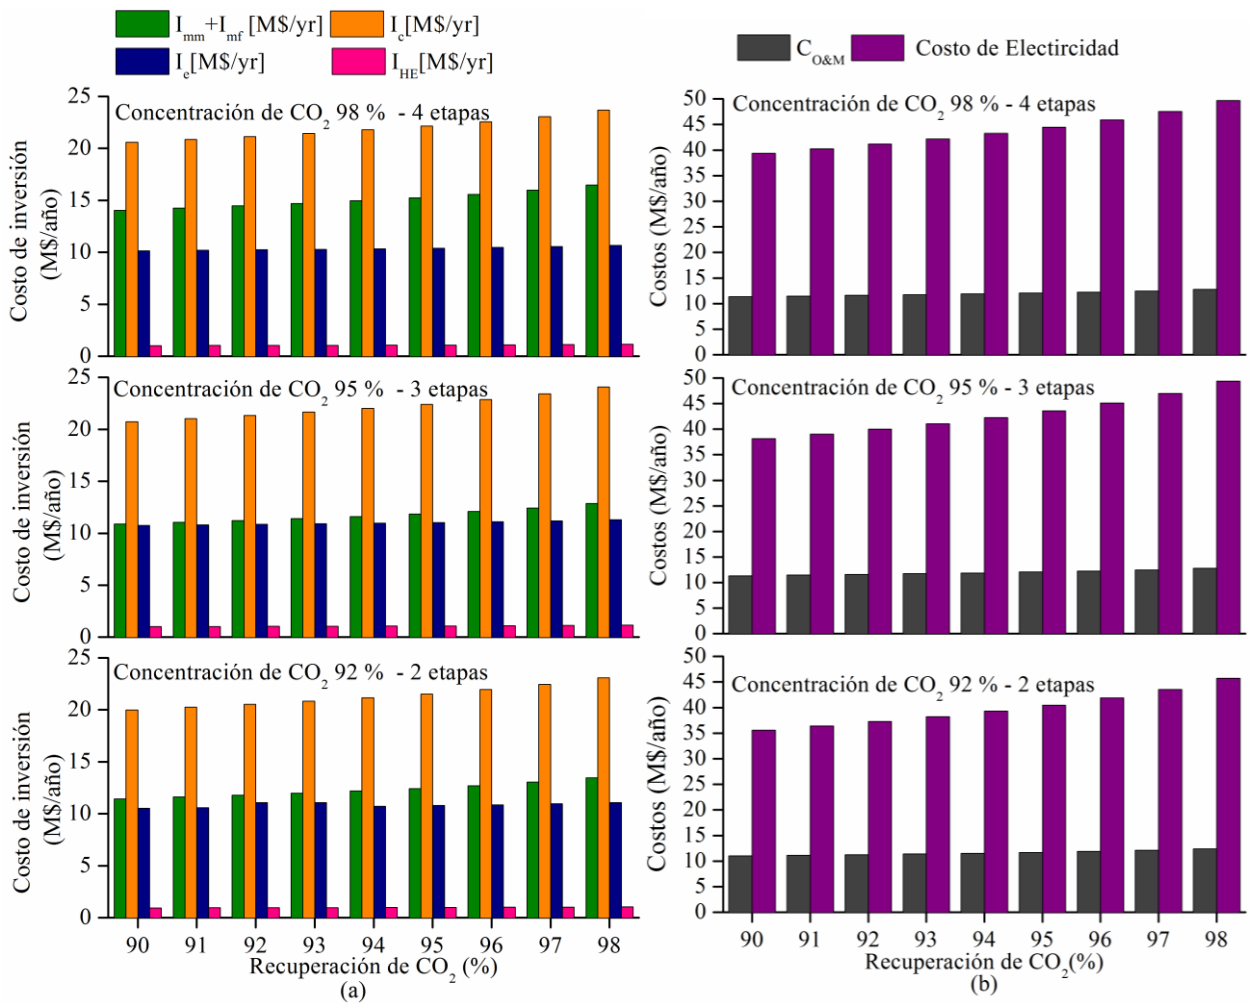 I_mm+I_mf [M$/yr]
I_c[M$/yr]
I_e[M$/yr]
I_HE[M$/yr]
Costo de inversión
(M$/año)
25
20
15
10
5
0
Concentración de CO2 98 % - 4 etapas
Costo de inversión
(M$/año)
25
20
15
10
5
0
Concentración de CO2 95 % - 3 etapas
Costo de inversión
(M$/año)
25
20
15
10
5
0
Concentración de CO2 92 % - 2 etapas
90 91 92 93 94 95 96 97 98
Recuperación de CO2 (%)
(a)
C_O&M
Costo de Electircidad
Costos (M$/año)
50
45
40
35
30
25
20
15
10
5
0
Concentración de CO2 98 % - 4 etapas
Costos (M$/año)
50
45
40
35
30
25
20
15
10
5
0
Concentración de CO2 95 % - 3 etapas
Costos (M$/año)
50
45
40
35
30
25
20
15
10
5
0
Concentración de CO2 92 % - 2 etapas
90 91 92 93 94 95 96 97 98
Recuperación de CO2(%)
(b)